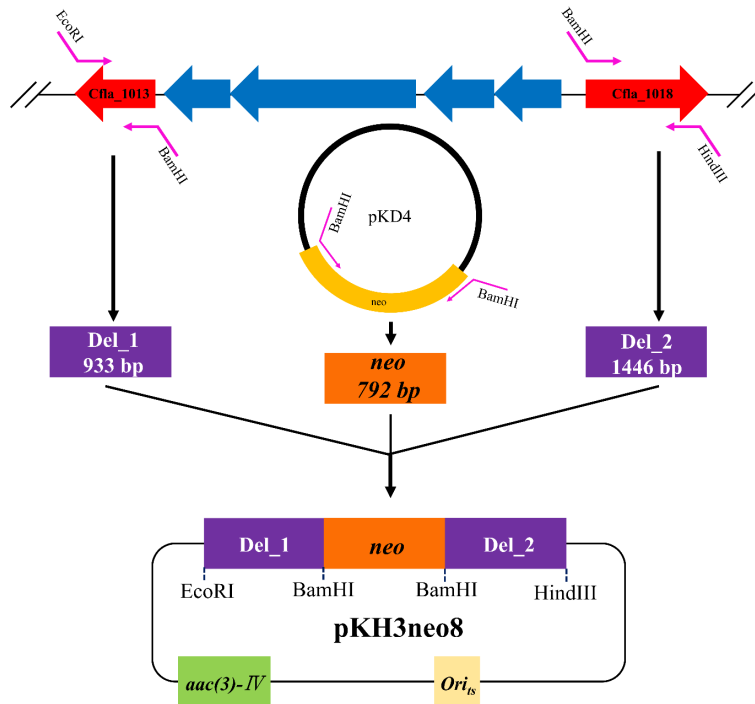 EcoRI
BamHI
Cfla_1013
Cfla_1018
BamHI
HindIII
BamHI
pKD4
neo
BamHI
Del_1
933 bp
neo
792 bp
Del_2
1446 bp
Del_1
neo
Del_2
EcoRI
BamHI
BamHI
HindIII
pKH3neo8
aac(3)-IV
Orits